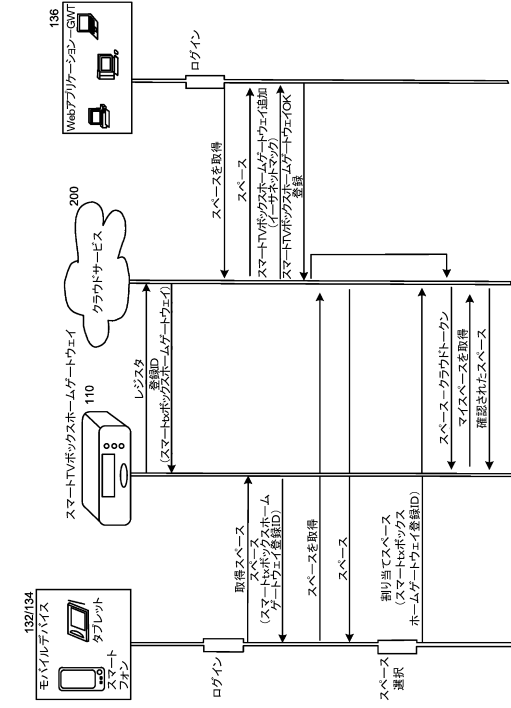 132/134
モバイルデバイス
スマート
フォン
タブレット
スマートTVボックスホームゲートウェイ
110
200
クラウドサービス
136
Webアプリケーション－GWT
レジスタ
登録ID
(スマートtxボックスホームゲートウェイ)
ログイン
スペースを取得
スペース
スマートTVボックスホームゲートウェイ追加
(イーサネットマック)
スマートTVボックスホームゲートウェイOK
登録
ログイン
取得スペース
スペース
(スマートtxボックスホーム
ゲートウェイ登録ID)
スペースを取得
スペース
スペース
選択
割り当てスペース
(スマートtxボックス
ホームゲートウェイ登録ID)
スペース－クラウドトークン
マイスペースを取得
確認されたスペース